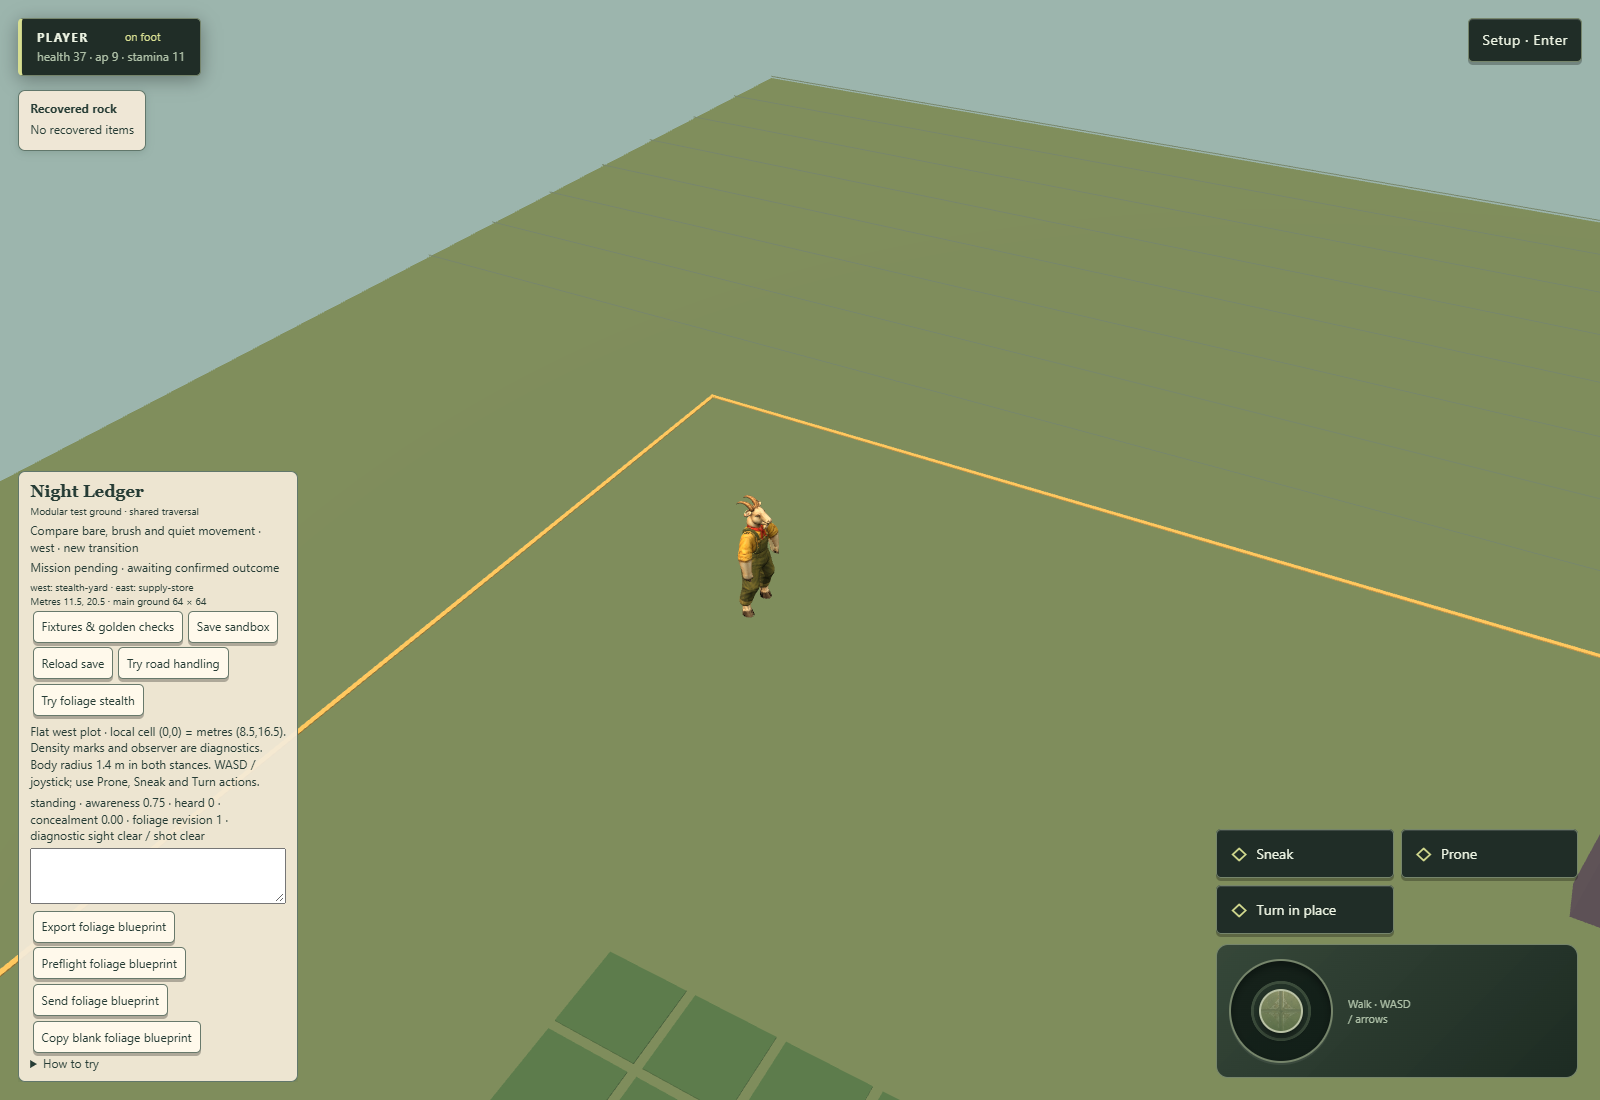 PLAYER on foot
health 37 · ap 9 · stamina 11
Setup · Enter
Recovered rock
No recovered items
Night Ledger
Modular test ground · shared traversal
Compare bare, brush and quiet movement ·
west · new transition
Mission pending · awaiting confirmed outcome
west: stealth-yard · east: supply-store
Metres 11.5, 20.5 · main ground 64 × 64
Fixtures & golden checks Save sandbox
Reload save Try road handling
Try foliage stealth
Flat west plot · local cell (0,0) = metres (8.5,16.5).
Density marks and observer are diagnostics.
Body radius 1.4 m in both stances. WASD /
joystick; use Prone, Sneak and Turn actions.
standing · awareness 0.75 · heard 0 ·
concealment 0.00 · foliage revision 1 ·
diagnostic sight clear / shot clear
Export foliage blueprint
Preflight foliage blueprint
Send foliage blueprint
Copy blank foliage blueprint
How to try
Sneak Prone
Turn in place
Walk · WASD
/ arrows